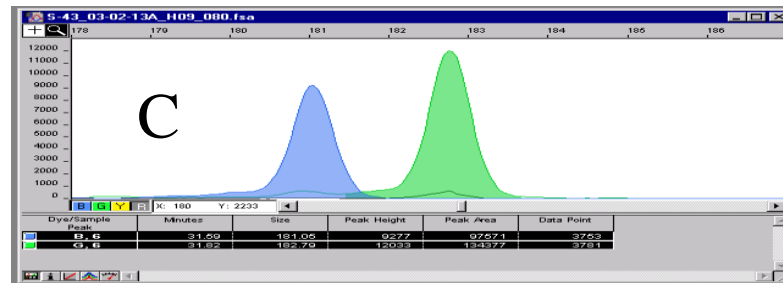 S-43_03-02-13A_H09_080.fsa
178 179 180 181 182 183 184 185 186
12000
11000
10000
9000
8000
7000
6000
5000
4000
3000
2000
1000
0
C
B G Y R X: 180 Y: 2233
Dye/Sample Peak Minutes Size Peak Height Peak Area Data Point
B, 6 31.59 181.05 9277 97571 3753
G, 6 31.82 182.79 12033 134377 3781